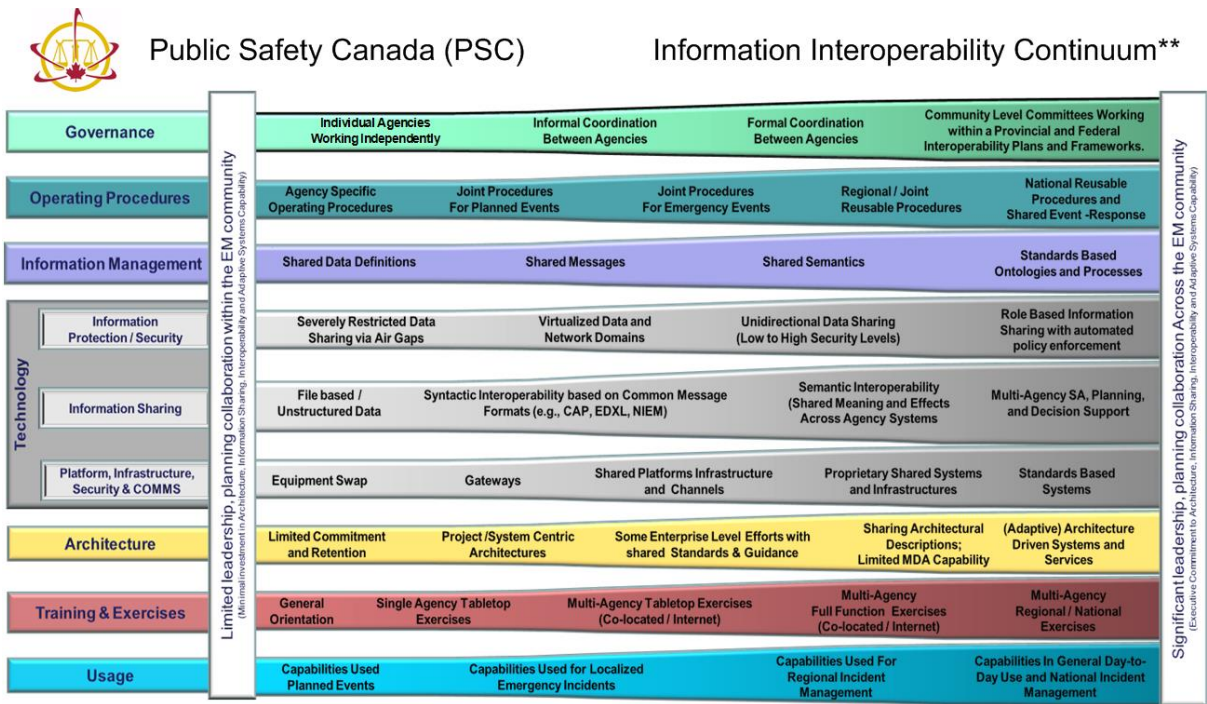 Public Safety Canada (PSC)
Information Interoperability Continuum**
Limited leadership, planning collaboration within the EM community
(Minimal investment in Architecture, Information Sharing, Interoperability and Adaptive Systems Capability)
Governance
Individual Agencies
Working Independently
Informal Coordination
Between Agencies
Formal Coordination
Between Agencies
Community Level Committees Working
within a Provincial and Federal
Interoperability Plans and Frameworks.
Operating Procedures
Agency Specific
Operating Procedures
Joint Procedures
For Planned Events
Joint Procedures
For Emergency Events
Regional / Joint
Reusable Procedures
National Reusable
Procedures and
Shared Event -Response
Information Management
Shared Data Definitions
Shared Messages
Shared Semantics
Standards Based
Ontologies and Processes
Technology
Information
Protection / Security
Severely Restricted Data
Sharing via Air Gaps
Virtualized Data and
Network Domains
Unidirectional Data Sharing
(Low to High Security Levels)
Role Based Information
Sharing with automated
policy enforcement
Information Sharing
File based /
Unstructured Data
Syntactic Interoperability based on Common Message
Formats (e.g., CAP, EDXL, NIEM)
Semantic Interoperability
(Shared Meaning and Effects
Across Agency Systems
Multi-Agency SA, Planning,
and Decision Support
Platform, Infrastructure,
Security & COMMS
Equipment Swap
Gateways
Shared Platforms Infrastructure
and Channels
Proprietary Shared Systems
and Infrastructures
Standards Based
Systems
Architecture
Limited Commitment
and Retention
Project /System Centric
Architectures
Some Enterprise Level Efforts with
shared Standards & Guidance
Sharing Architectural
Descriptions;
Limited MDA Capability
(Adaptive) Architecture
Driven Systems and
Services
Training & Exercises
General
Orientation
Single Agency Tabletop
Exercises
Multi-Agency Tabletop Exercises
(Co-located / Internet)
Multi-Agency
Full Function Exercises
(Co-located / Internet)
Multi-Agency
Regional / National
Exercises
Usage
Capabilities Used
Planned Events
Capabilities Used for Localized
Emergency Incidents
Capabilities Used For
Regional Incident
Management
Capabilities In General Day-to-
Day Use and National Incident
Management
Significant leadership, planning collaboration Across the EM community
(Executive Commitment to Architecture, Information Sharing, Interoperability and Adaptive Systems Capability)